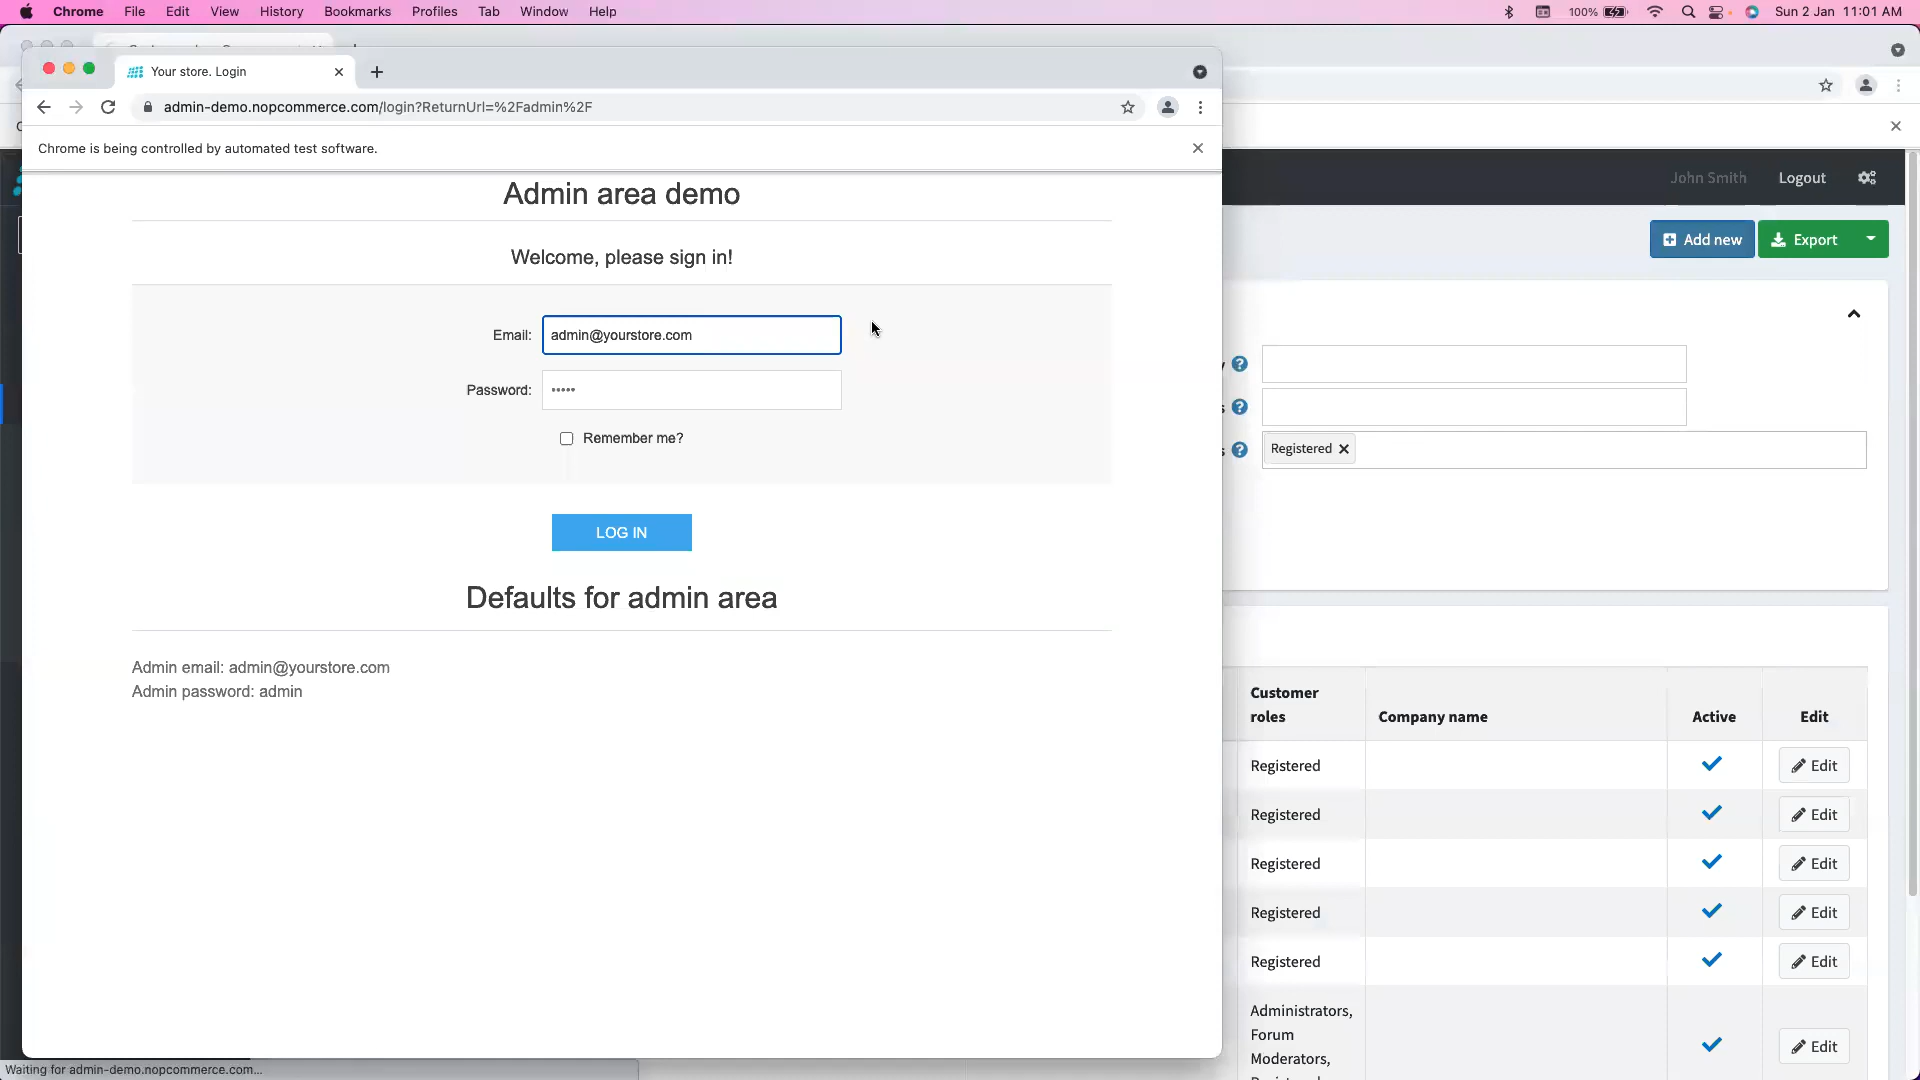 Chrome File Edit View History Bookmarks Profiles Tab Window Help 100% Sun 2 Jan 11:01 AM
Your store. Login
admin-demo.nopcommerce.com/login?ReturnUrl=%2Fadmin%2F
Chrome is being controlled by automated test software.
Admin area demo
Welcome, please sign in!
Email: admin@yourstore.com
Password: •••••
Remember me?
LOG IN
Defaults for admin area
Admin email: admin@yourstore.com
Admin password: admin
John Smith Logout
Add new Export
Registered
Customer
roles Company name Active Edit
Registered Edit
Registered Edit
Registered Edit
Registered Edit
Registered Edit
Administrators,
Forum
Moderators, Edit
Waiting for admin-demo.nopcommerce.com...